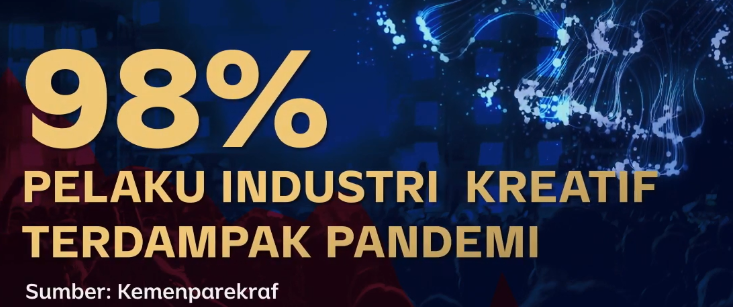 98%
PELAKU INDUSTRI KREATIF
TERDAMPAK PANDEMI
Sumber: Kemenparekraf